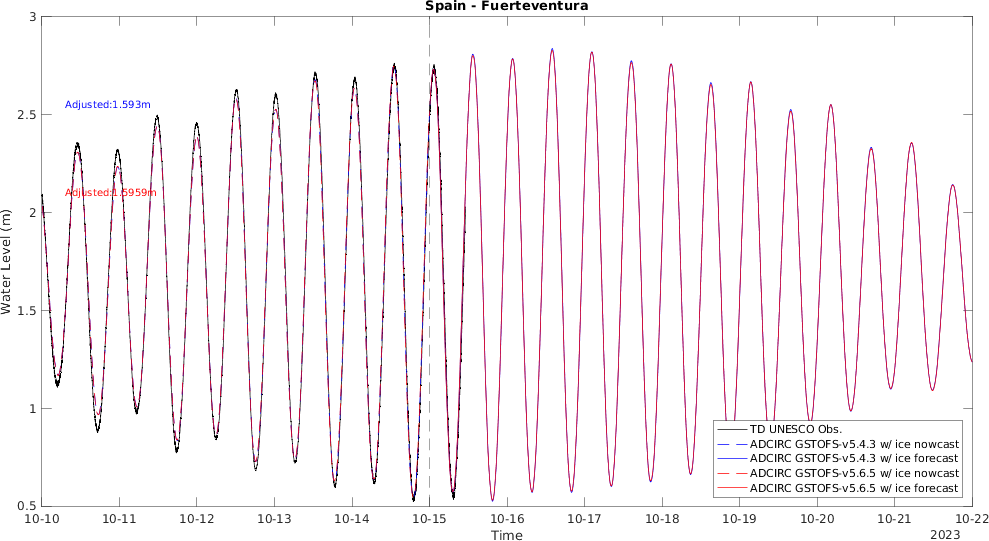 Spain - Fuerteventura
3
2.5
2
1.5
1
0.5
Water Level (m)
Adjusted:1.593m
Adjusted:1.5959m
TD UNESCO Obs.
ADCIRC GSTOFS-v5.4.3 w/ ice nowcast
ADCIRC GSTOFS-v5.4.3 w/ ice forecast
ADCIRC GSTOFS-v5.6.5 w/ ice nowcast
ADCIRC GSTOFS-v5.6.5 w/ ice forecast
10-10 10-11 10-12 10-13 10-14 10-15 10-16 10-17 10-18 10-19 10-20 10-21 10-22
Time
2023